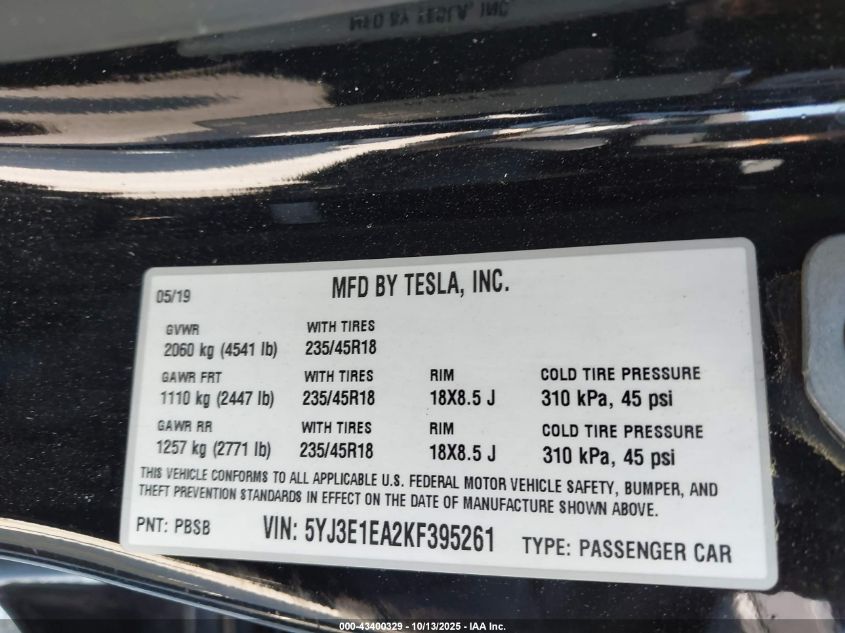 MFD BY TESLA, INC
05/19 MFD BY TESLA, INC.
GVWR WITH TIRES
2060 kg (4541 lb) 235/45R18
GAWR FRT WITH TIRES RIM COLD TIRE PRESSURE
1110 kg (2447 lb) 235/45R18 18X8.5 J 310 kPa, 45 psi
GAWR RR WITH TIRES RIM COLD TIRE PRESSURE
1257 kg (2771 lb) 235/45R18 18X8.5 J 310 kPa, 45 psi
THIS VEHICLE CONFORMS TO ALL APPLICABLE U.S. FEDERAL MOTOR VEHICLE SAFETY, BUMPER, AND
THEFT PREVENTION STANDARDS IN EFFECT ON THE DATE OF MANUFACTURE SHOWN ABOVE.
PNT: PBSB VIN: 5YJ3E1EA2KF395261 TYPE: PASSENGER CAR
000-43400329 - 10/13/2025 - IAA Inc.